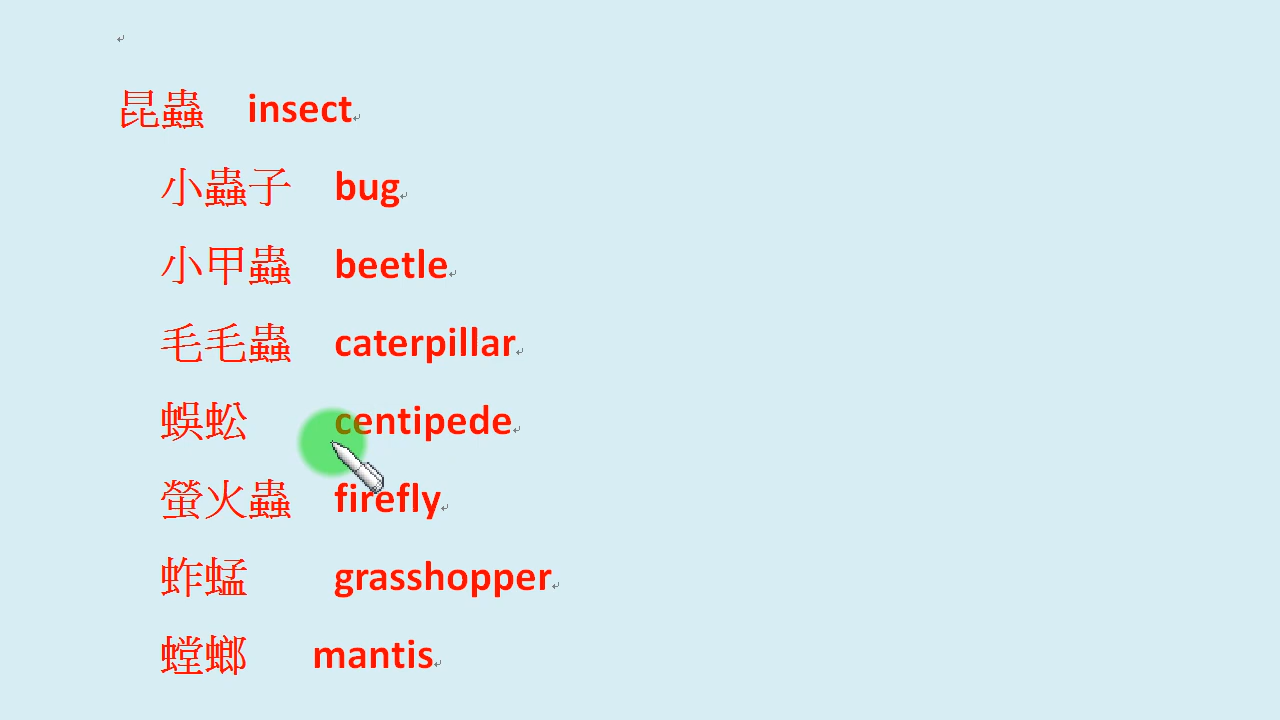 昆蟲 insect
小蟲子 bug
小甲蟲 beetle
毛毛蟲 caterpillar
蜈蚣 centipede
螢火蟲 firefly
蚱蜢 grasshopper
螳螂 mantis